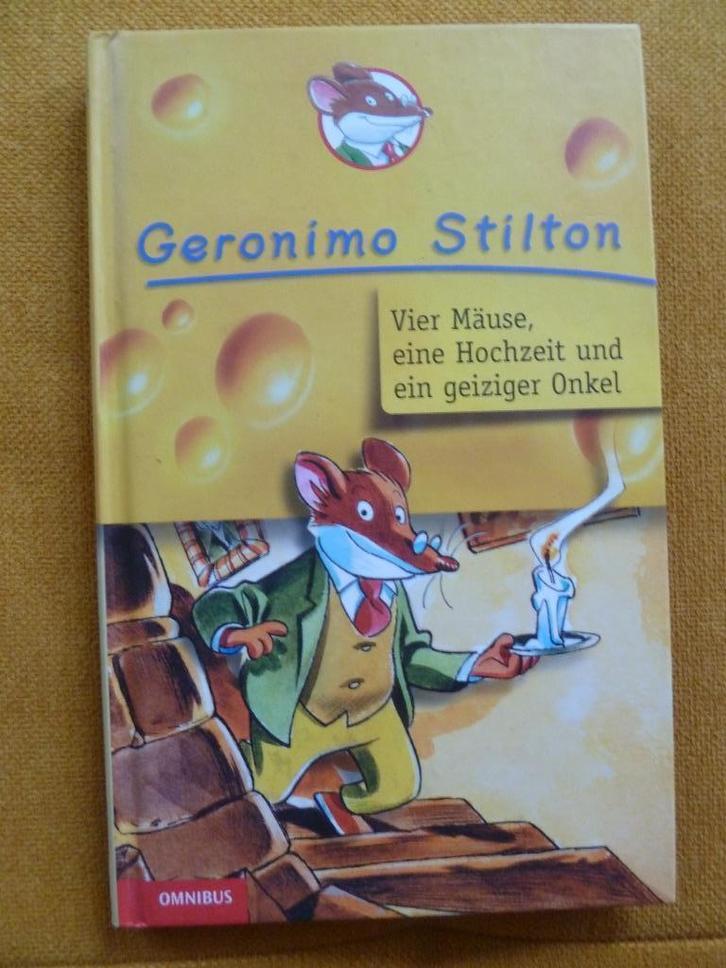 Geronimo Stilton
Vier Mäuse,
eine Hochzeit und
ein geiziger Onkel
OMNIBUS